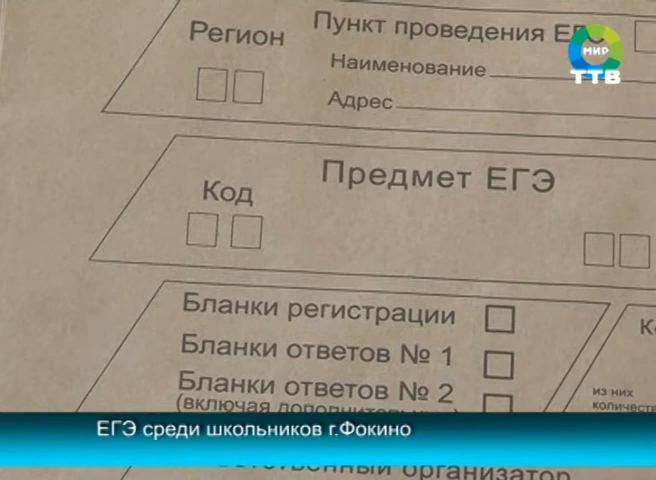 Регион
Пункт проведения
Наименование
Адрес
МИР
ТТВ
Код
Предмет ЕГЭ
Бланки регистрации
Бланки ответов № 1
Бланки ответов № 2
(включая
из них
ЕГЭ среди школьников г.Фокино
организатор